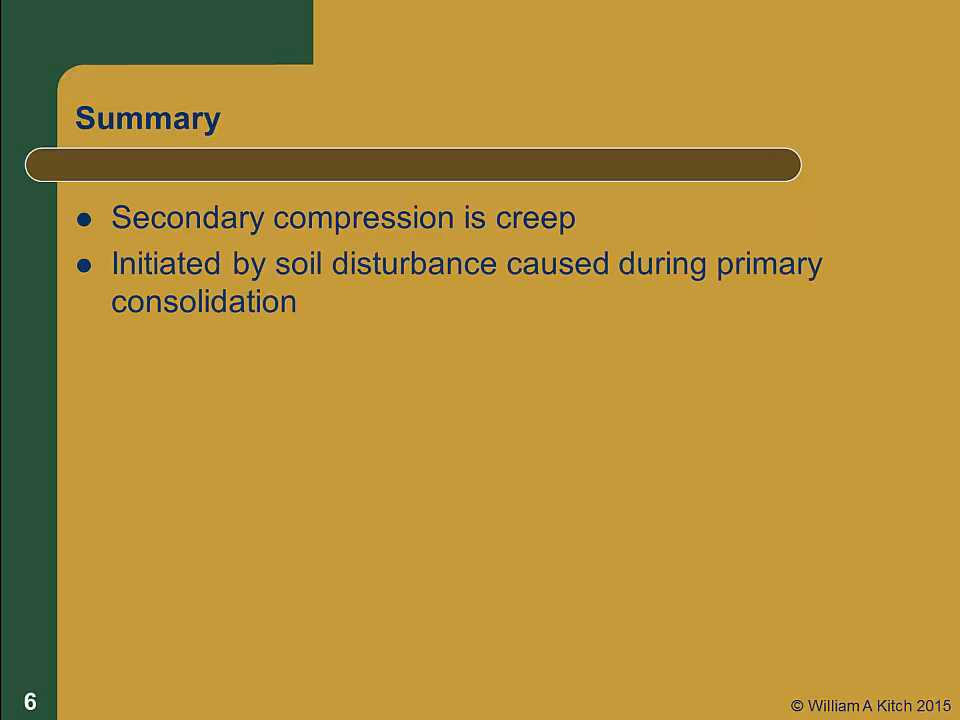 Summary
● Secondary compression is creep
● Initiated by soil disturbance caused during primary
consolidation
6
© William A Kitch 2015